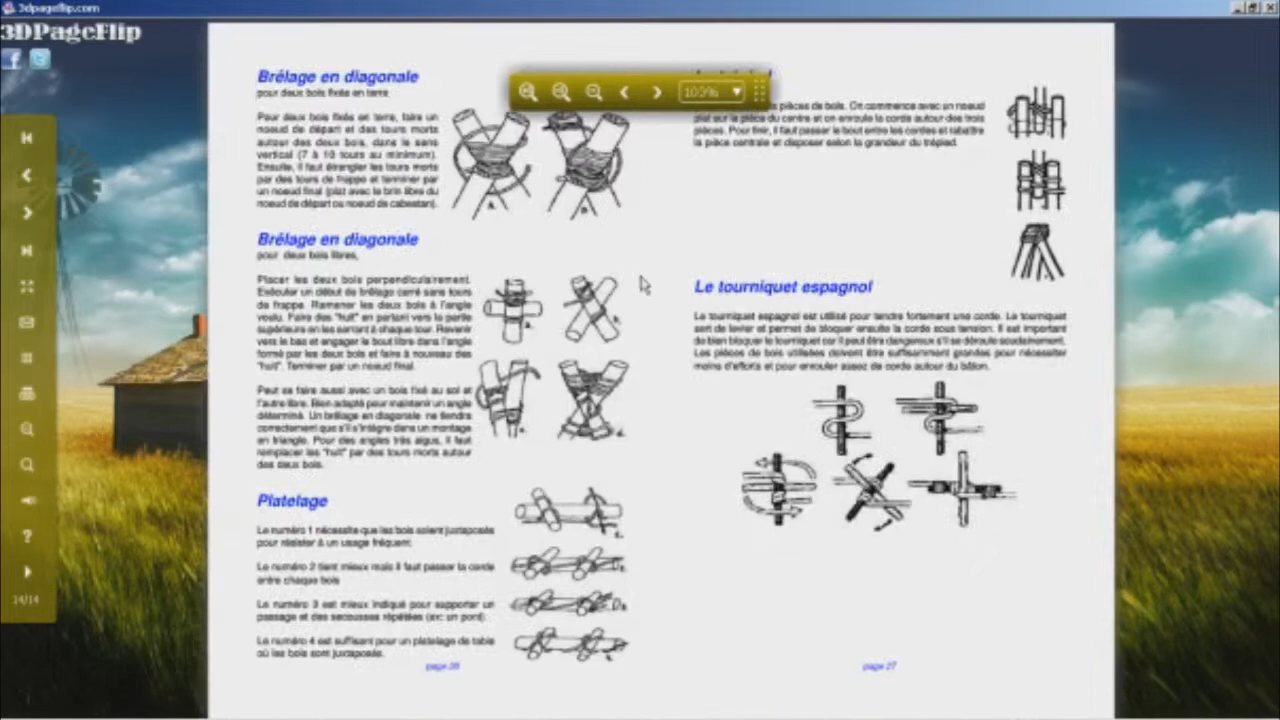 3dpageflip.com
3DPageFlip
100%
14/14
Brêlage en diagonale
pour deux bois fixés en terre
Pour deux bois fixés en terre, faire un
noeud de départ et des tours morts
autour des deux bois, dans le sens
vertical (7 à 10 tours au minimum).
Ensuite, il faut étrangler les tours morts
par des tours de frappe et terminer par
un noeud final (plat avec le brin libre du
noeud de départ ou noeud de cabestan).
Brêlage en diagonale
pour deux bois libres,
Placer les deux bois perpendiculairement.
Exécuter un début de brêlage carré sans tours
de frappe. Ramener les deux bois à l'angle
voulu. Faire des "huit" en partant vers la partie
supérieure en les serrant à chaque tour. Revenir
vers le bas et engager le bout libre dans l'angle
formé par les deux bois et faire à nouveau des
"huit". Terminer par un noeud final.
Peut se faire aussi avec un bois fixé au sol et
l'autre libre. Bien adapté pour maintenir un angle
déterminé. Un brêlage en diagonale ne tiendra
correctement que s'il s'intègre dans un montage
en triangle. Pour des angles très aigus, il faut
remplacer les "huit" par des tours morts autour
des deux bois.
Platelage
Le numéro 1 nécessite que les bois soient juxtaposés
pour résister à un usage fréquent.
Le numéro 2 tient mieux mais il faut passer la corde
entre chaque bois
Le numéro 3 est mieux indiqué pour supporter un
passage et des secousses répétées (ex: un pont).
Le numéro 4 est suffisant pour un platelage de table
où les bois sont juxtaposés.
page 26
pièces de bois. On commence avec un noeud
plat sur la pièce du centre et on enroule la corde autour des trois
pièces. Pour finir, il faut passer le bout entre les cordes et rabattre
la pièce centrale et disposer selon la grandeur du trépied.
Le tourniquet espagnol
Le tourniquet espagnol est utilisé pour tendre fortement une corde. Le tourniquet
sert de levier et permet de bloquer ensuite la corde sous tension. Il est important
de bien bloquer le tourniquet car il peut être dangereux s'il se déroule soudainement.
Les pièces de bois utilisées doivent être suffisamment grandes pour nécessiter
moins d'efforts et pour enrouler assez de corde autour du bâton.
page 27